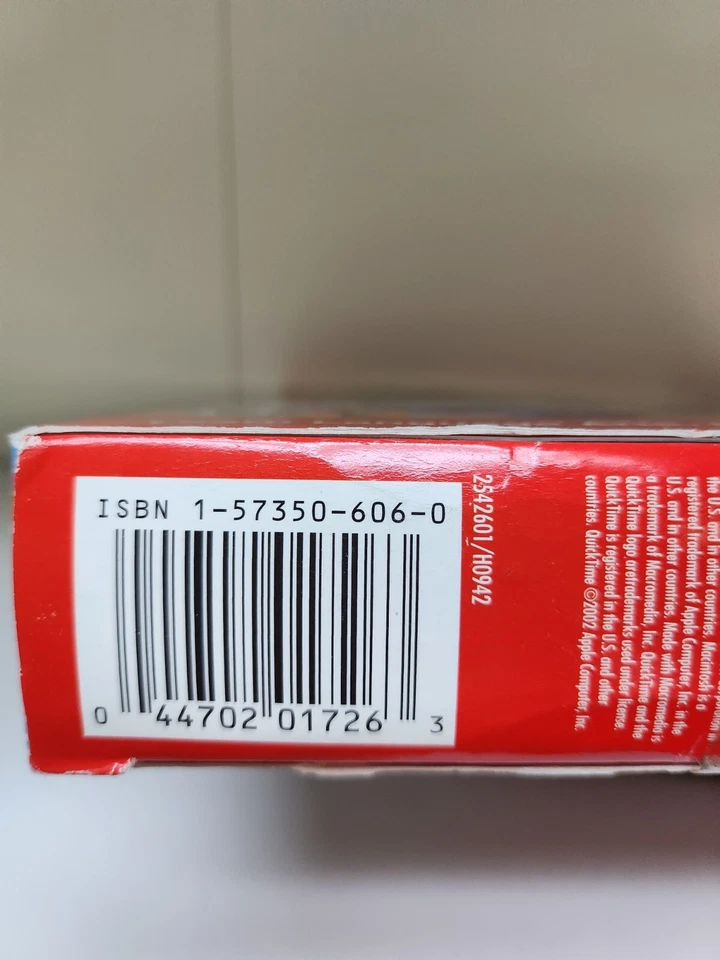 ISBN 1-57350-606-0
0 44702 01726 3
2542601/H0942
the U.S. and in other countries. Macintosh is a
registered trademark of Apple Computer, Inc. in the
U.S. and in other countries. Made with Macromedia is
a trademark of Macromedia, Inc. QuickTime and the
QuickTime logo are trademarks used under license.
QuickTime is registered in the U.S. and other
countries. QuickTime ©2002 Apple Computer, Inc.